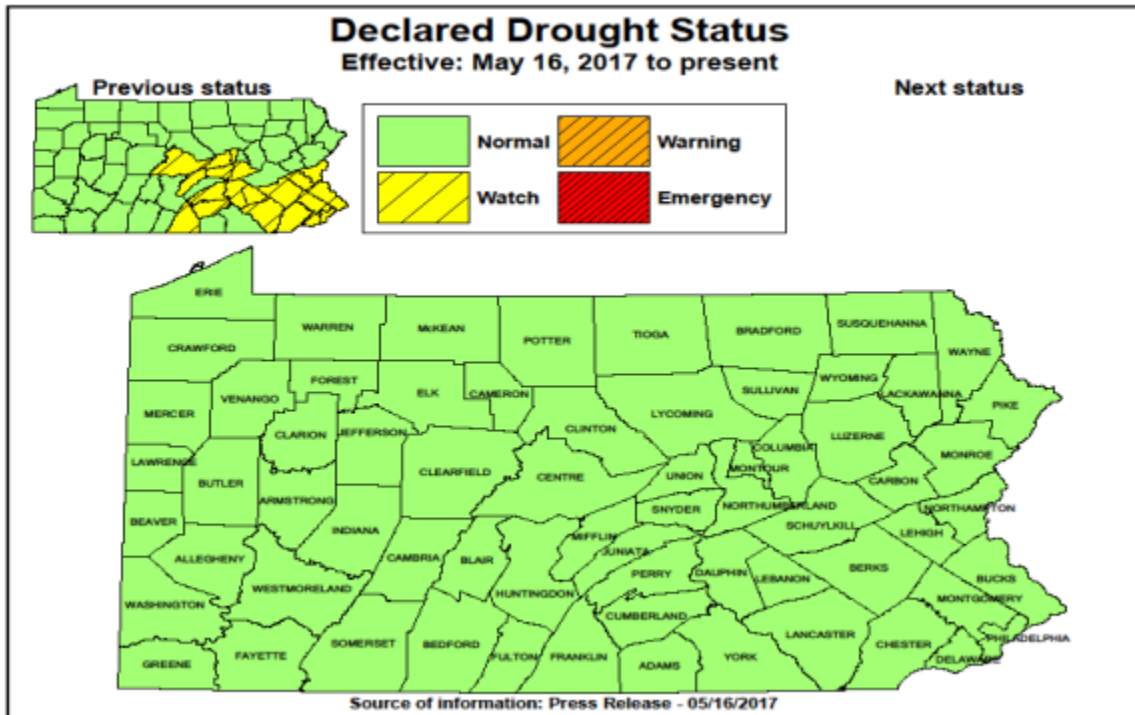 Declared Drought Status
Effective: May 16, 2017 to present
Previous status
Next status
Normal
Warning
Watch
Emergency
ERIE
WARREN
McKEAN
POTTER
TIOGA
BRADFORD
SUSQUEHANNA
WAYNE
CRAWFORD
FOREST
ELK
CAMERON
SULLIVAN
WYOMING
LACKAWANNA
PIKE
MERCER
VENANGO
CLARION
JEFFERSON
CLINTON
LYCOMING
COLUMBIA
LUZERNE
MONROE
LAWRENCE
BUTLER
ARMSTRONG
CLEARFIELD
CENTRE
UNION
MONTOUR
CARBON
BEAVER
INDIANA
SNYDER
NORTHUMBERLAND
SCHUYLKILL
NORTHAMPTON
LEHIGH
ALLEGHENY
CAMBRIA
BLAIR
MIFFLIN
JUNIATA
PERRY
DAUPHIN
LEBANON
BERKS
BUCKS
WASHINGTON
WESTMORELAND
HUNTINGDON
CUMBERLAND
MONTGOMERY
GREENE
FAYETTE
SOMERSET
BEDFORD
FULTON
FRANKLIN
ADAMS
YORK
LANCASTER
CHESTER
DELAWARE
PHILADELPHIA
Source of information: Press Release - 05/16/2017